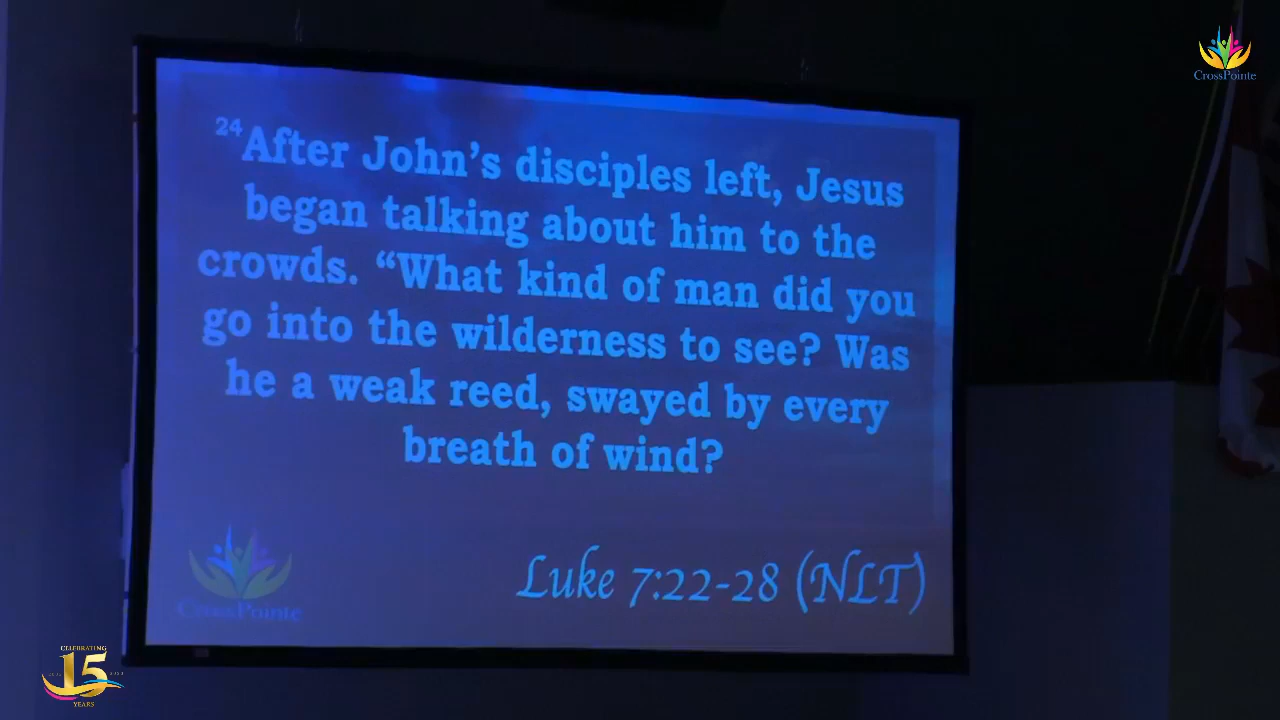 CrossPointe
24After John's disciples left, Jesus
began talking about him to the
crowds. “What kind of man did you
go into the wilderness to see? Was
he a weak reed, swayed by every
breath of wind?
Luke 7:22-28 (NLT)
CrossPointe
CELEBRATING
15
YEARS